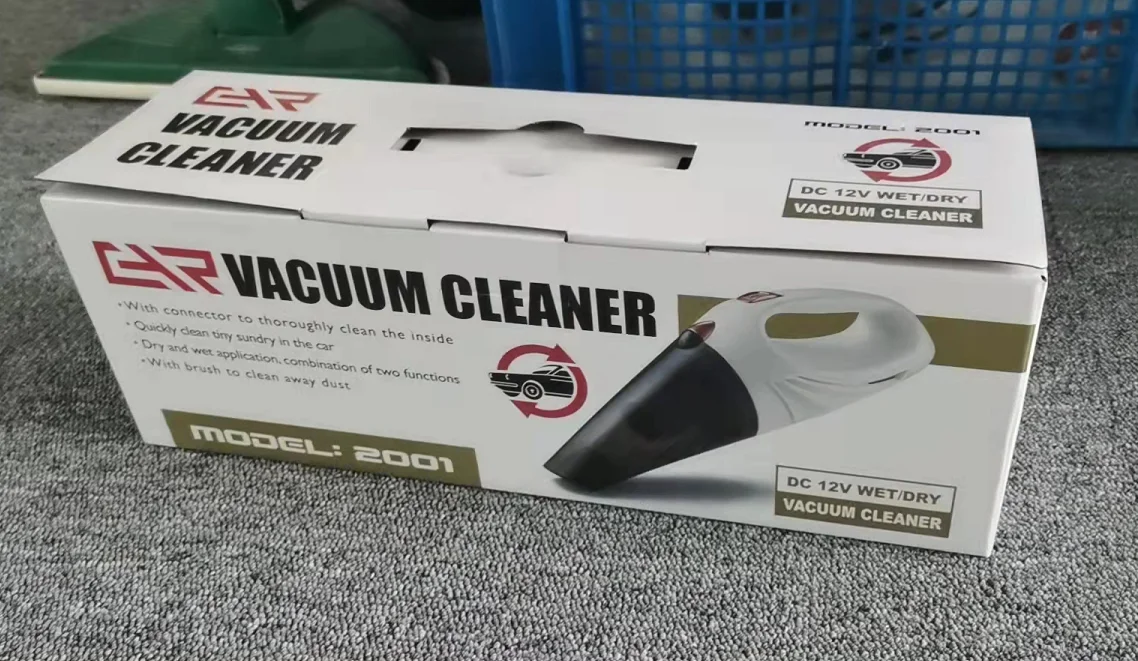 CAR
VACUUM
CLEANER
MODEL: 2001
DC 12V WET/DRY
VACUUM CLEANER
CAR VACUUM CLEANER
•With connector to thoroughly clean the inside
•Quickly clean tiny sundry in the car
•Dry and wet application, combination of two functions
•With brush to clean away dust
MODEL: 2001
DC 12V WET/DRY
VACUUM CLEANER